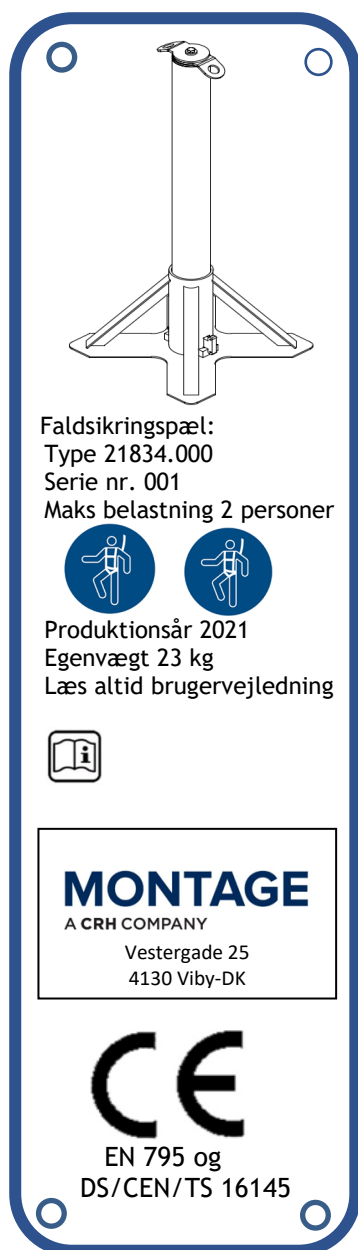 Faldsikringspæl:
Type 21834.000
Serie nr. 001
Maks belastning 2 personer
Produktionsår 2021
Egenvægt 23 kg
Læs altid brugervejledning
i
MONTAGE
A CRH COMPANY
Vestergade 25
4130 Viby-DK
CE
EN 795 og
DS/CEN/TS 16145